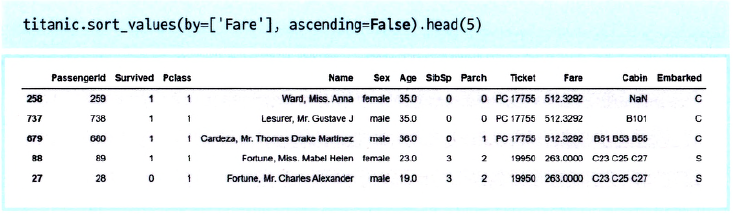 titanic.sort_values(by=['Fare'], ascending=False).head(5)
PassengerId Survived Pclass Name Sex Age SibSp Parch Ticket Fare Cabin Embarked
258 259 1 1 Ward, Miss. Anna female 35.0 0 0 PC 17755 512.3292 NaN C
737 738 1 1 Lesurer, Mr. Gustave J male 35.0 0 0 PC 17755 512.3292 B101 C
679 680 1 1 Cardeza, Mr. Thomas Drake Martinez male 36.0 0 1 PC 17755 512.3292 B51 B53 B55 C
88 89 1 1 Fortune, Miss. Mabel Helen female 23.0 3 2 19950 263.0000 C23 C25 C27 S
27 28 0 1 Fortune, Mr. Charles Alexander male 19.0 3 2 19950 263.0000 C23 C25 C27 S